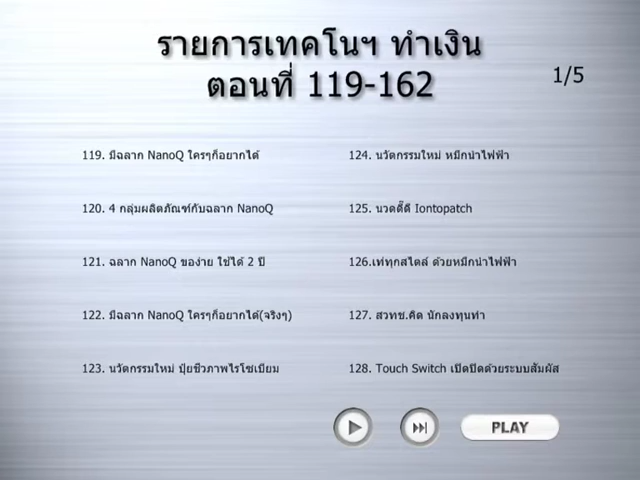 รายการเทคโนฯ ทำเงิน
ตอนที่ 119-162
1/5
119. มีฉลาก NanoQ ใครๆก็อยากได้
120. 4 กลุ่มผลิตภัณฑ์กับฉลาก NanoQ
121. ฉลาก NanoQ ของ่าย ใช้ได้ 2 ปี
122. มีฉลาก NanoQ ใครๆก็อยากได้(จริงๆ)
123. นวัตกรรมใหม่ ปุ๋ยชีวภาพไรโซเบียม
124. นวัตกรรมใหม่ หมึกนำไฟฟ้า
125. นวดดี๊ดี Iontopatch
126.เท่ทุกสไตล์ ด้วยหมึกนำไฟฟ้า
127. สวทช.คิด นักลงทุนทำ
128. Touch Switch เปิดปิดด้วยระบบสัมผัส
PLAY